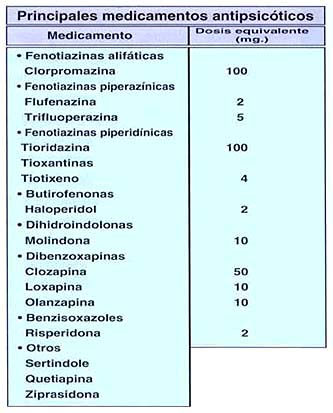 Principales medicamentos antipsicóticos
Medicamento Dosis equivalente (mg.)
• Fenotiazinas alifáticas
Clorpromazina 100
• Fenotiazinas piperazínicas
Flufenazina 2
Trifluoperazina 5
• Fenotiazinas piperidínicas
Tioridazina 100
Tioxantinas
Tiotixeno 4
• Butirofenonas
Haloperidol 2
• Dihidroindolonas
Molindona 10
• Dibenzoxapinas
Clozapina 50
Loxapina 10
Olanzapina 10
• Benzisoxazoles
Risperidona 2
• Otros
Sertindole
Quetiapina
Ziprasidona